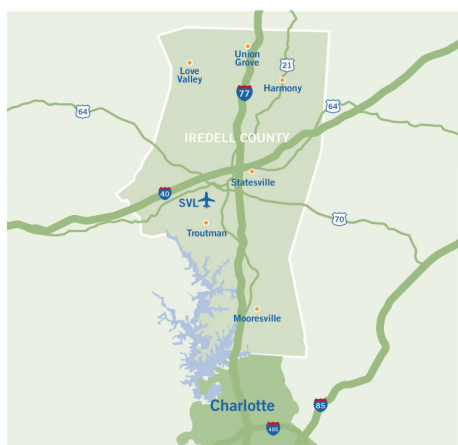 Union
Grove
Love
Valley
21
Harmony
77
64
64
IREDELL COUNTY
Statesville
40
SVL
70
Troutman
Mooresville
Charlotte
85
485